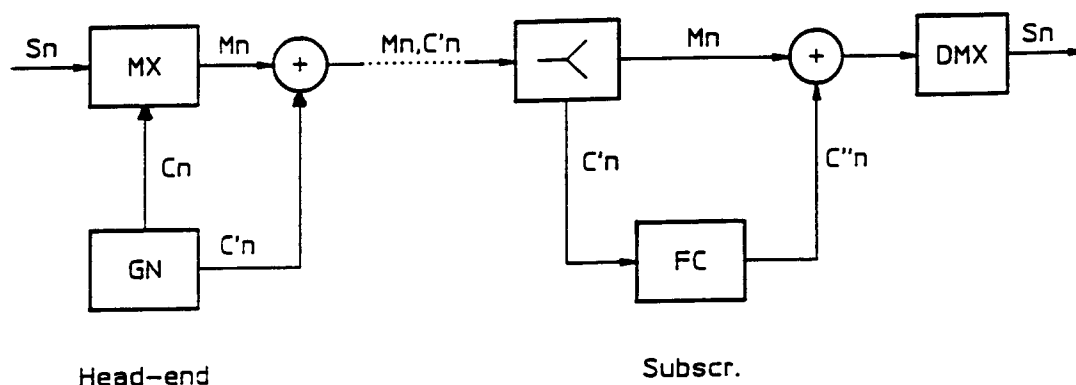 Sn
MX
Mn
+
Mn,C'n
Mn
+
DMX
Sn
Cn
C'n
C''n
GN
C'n
FC
Head-end
Subscr.